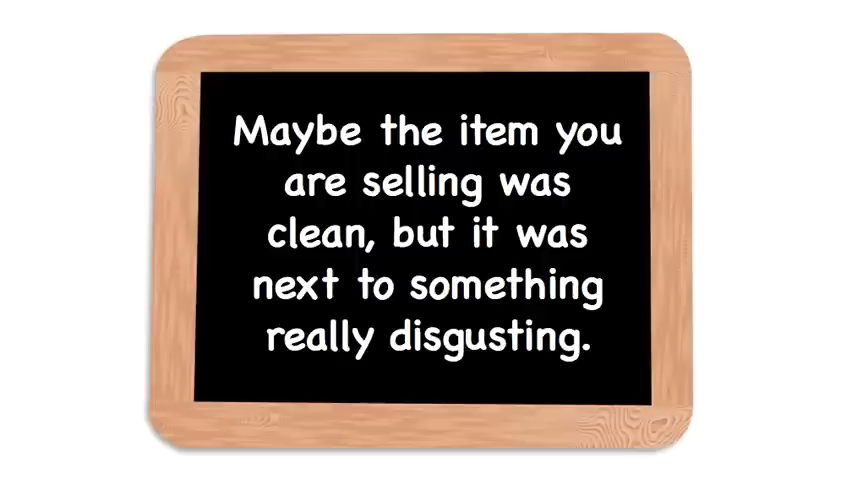 Maybe the item you
are selling was
clean, but it was
next to something
really disgusting.